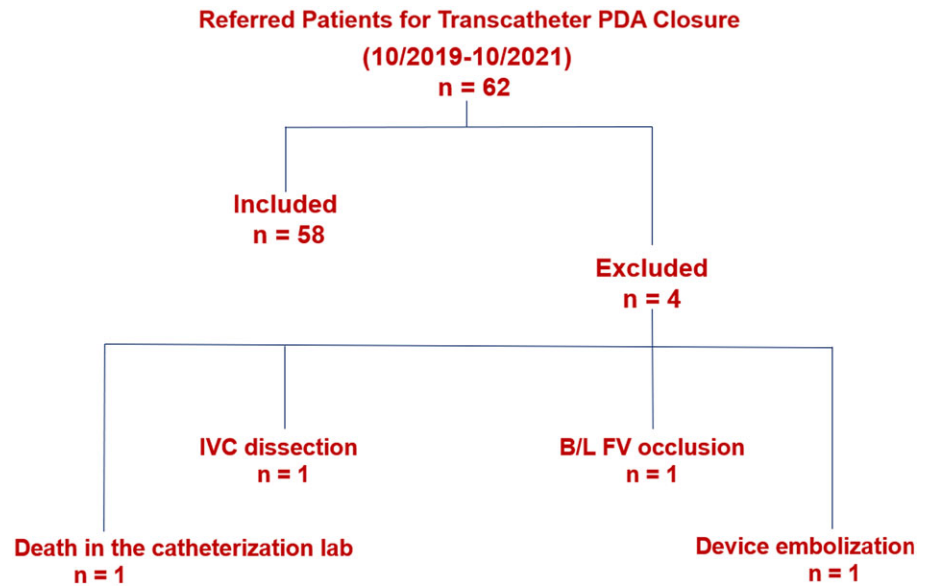 Referred Patients for Transcatheter PDA Closure
(10/2019-10/2021)
n = 62
Included
n = 58
Excluded
n = 4
IVC dissection
n = 1
B/L FV occlusion
n = 1
Death in the catheterization lab
n = 1
Device embolization
n = 1